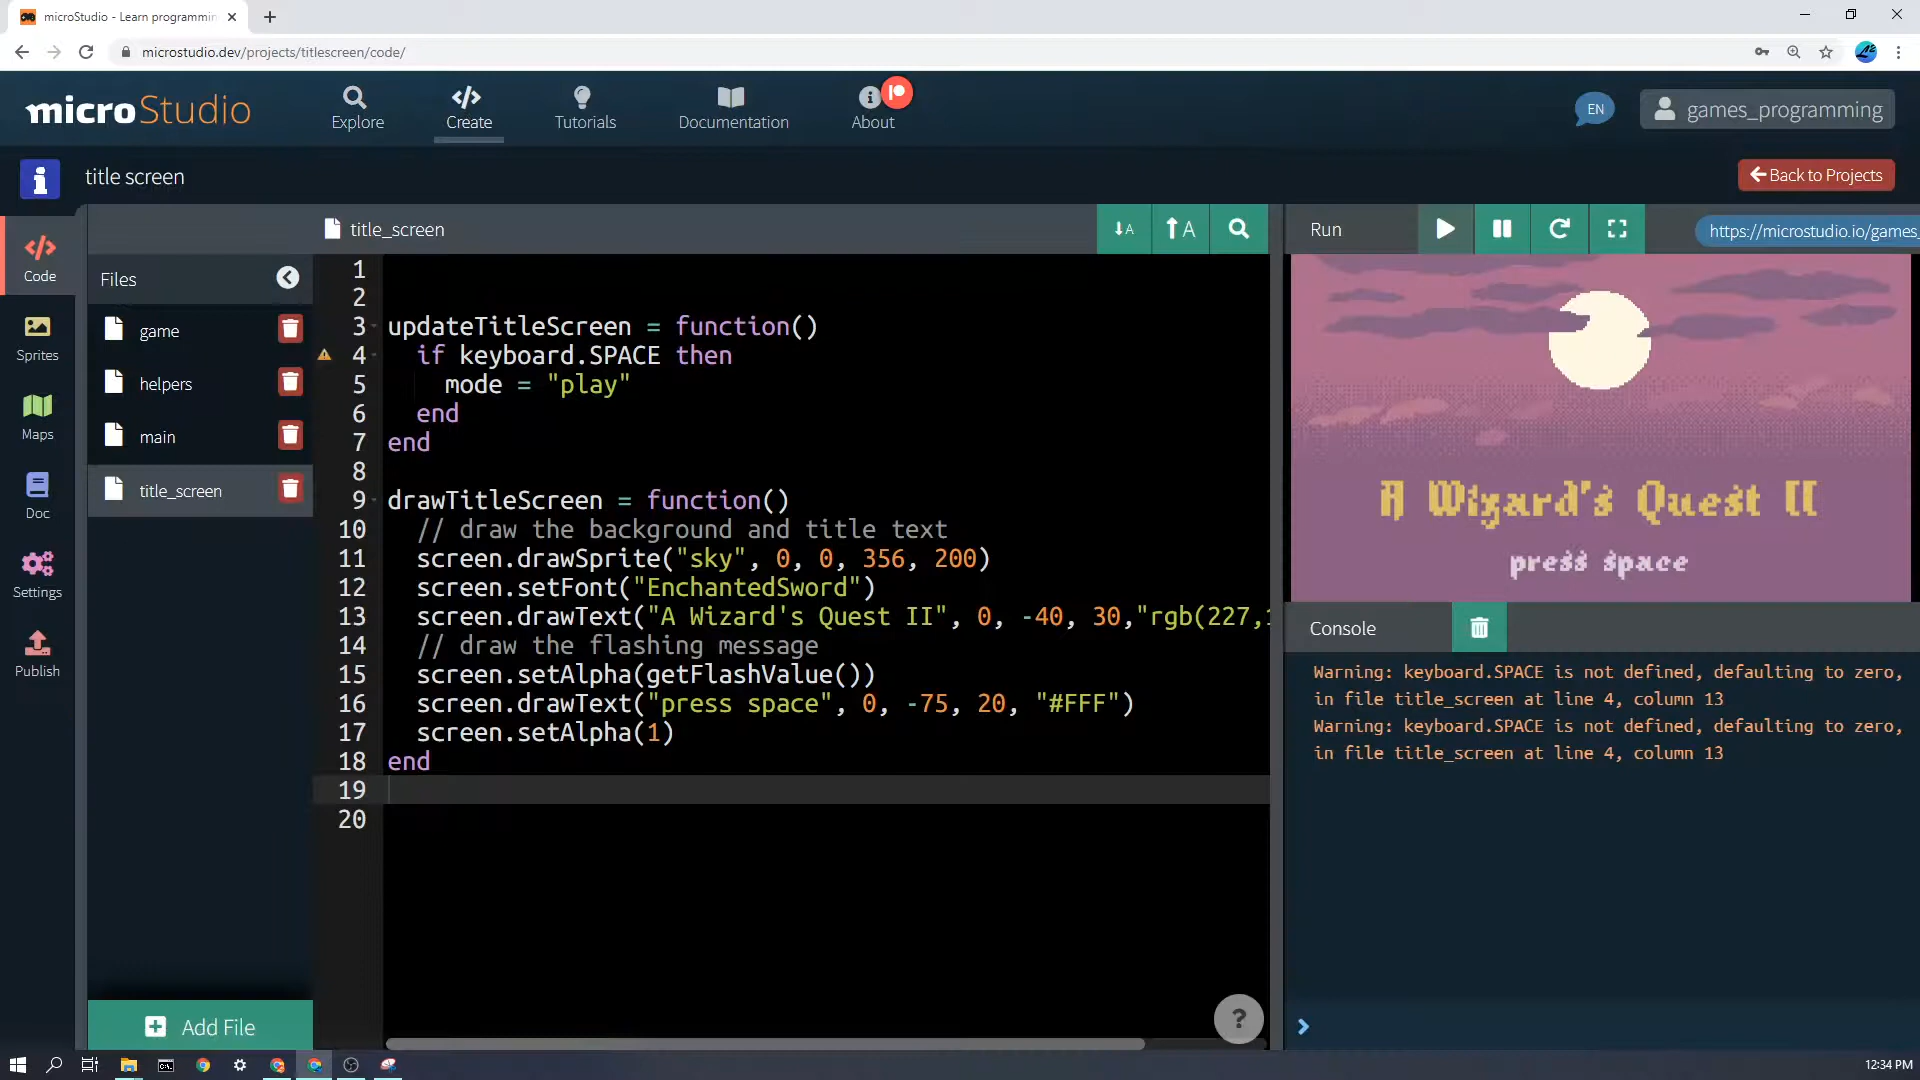 microStudio - Learn programmin
microstudio.dev/projects/titlescreen/code/
microStudio
Explore
Create
Tutorials
Documentation
About
EN
games_programming
title screen
Back to Projects
Code
Sprites
Maps
Doc
Settings
Publish
Files
game
helpers
main
title_screen
Add File
title_screen
↓A
↑A
1
2
3 updateTitleScreen = function()
4 if keyboard.SPACE then
5 mode = "play"
6 end
7 end
8
9 drawTitleScreen = function()
10 // draw the background and title text
11 screen.drawSprite("sky", 0, 0, 356, 200)
12 screen.setFont("EnchantedSword")
13 screen.drawText("A Wizard's Quest II", 0, -40, 30,"rgb(227,
14 // draw the flashing message
15 screen.setAlpha(getFlashValue())
16 screen.drawText("press space", 0, -75, 20, "#FFF")
17 screen.setAlpha(1)
18 end
19
20
?
Run
https://microstudio.io/games_
A Wizard's Quest II
press space
Console
Warning: keyboard.SPACE is not defined, defaulting to zero,
in file title_screen at line 4, column 13
Warning: keyboard.SPACE is not defined, defaulting to zero,
in file title_screen at line 4, column 13
12:34 PM